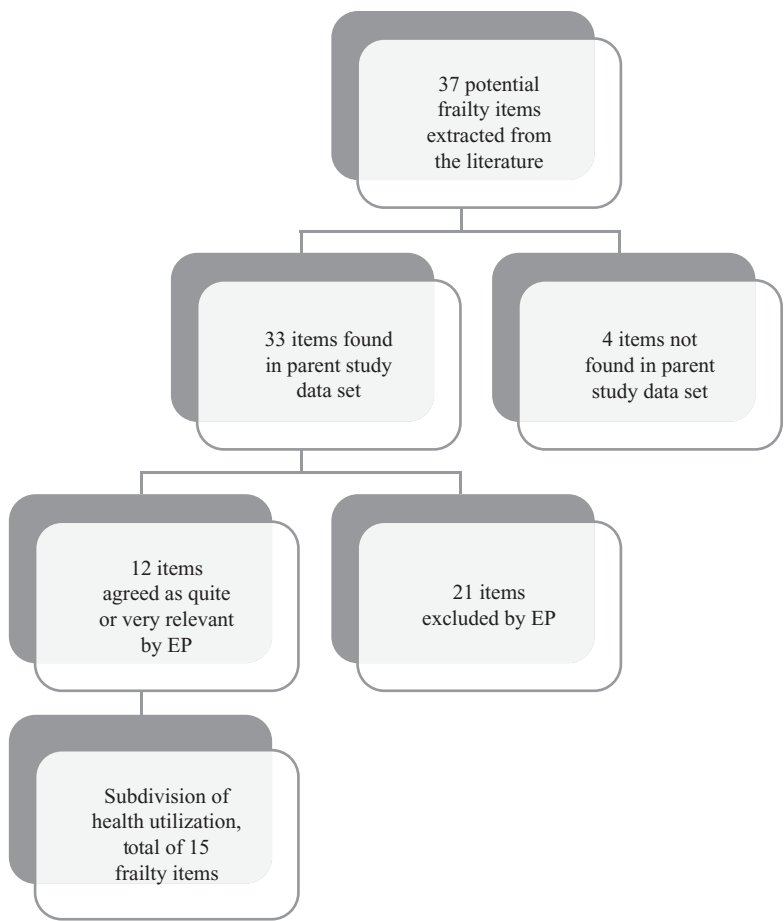 37 potential
frailty items
extracted from
the literature
33 items found
in parent study
data set
4 items not
found in parent
study data set
12 items
agreed as quite
or very relevant
by EP
21 items
excluded by EP
Subdivision of
health utilization,
total of 15
frailty items